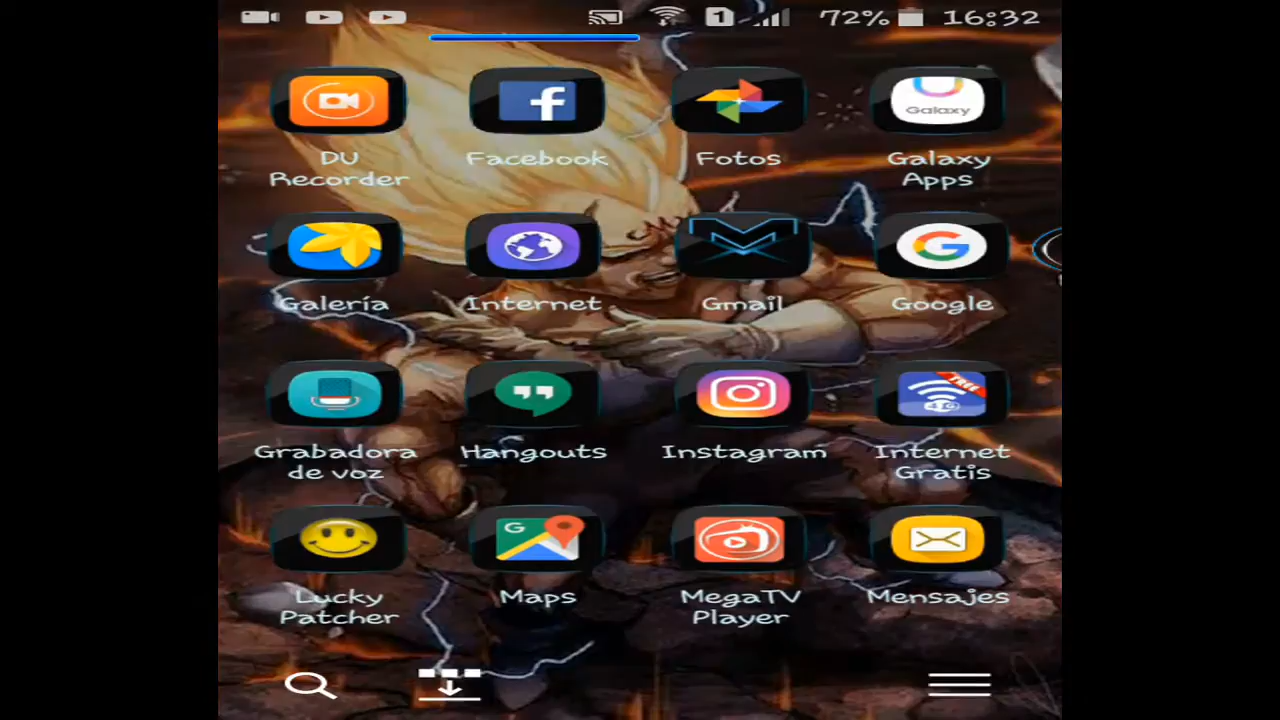 1 72% 16:32
DU Recorder
Facebook
Fotos
Galaxy
Galaxy Apps
Galería
Internet
Gmail
G
Google
Grabadora de voz
Hangouts
Instagram
FREE
Internet Gratis
Lucky Patcher
G
Maps
MegaTV Player
Mensajes